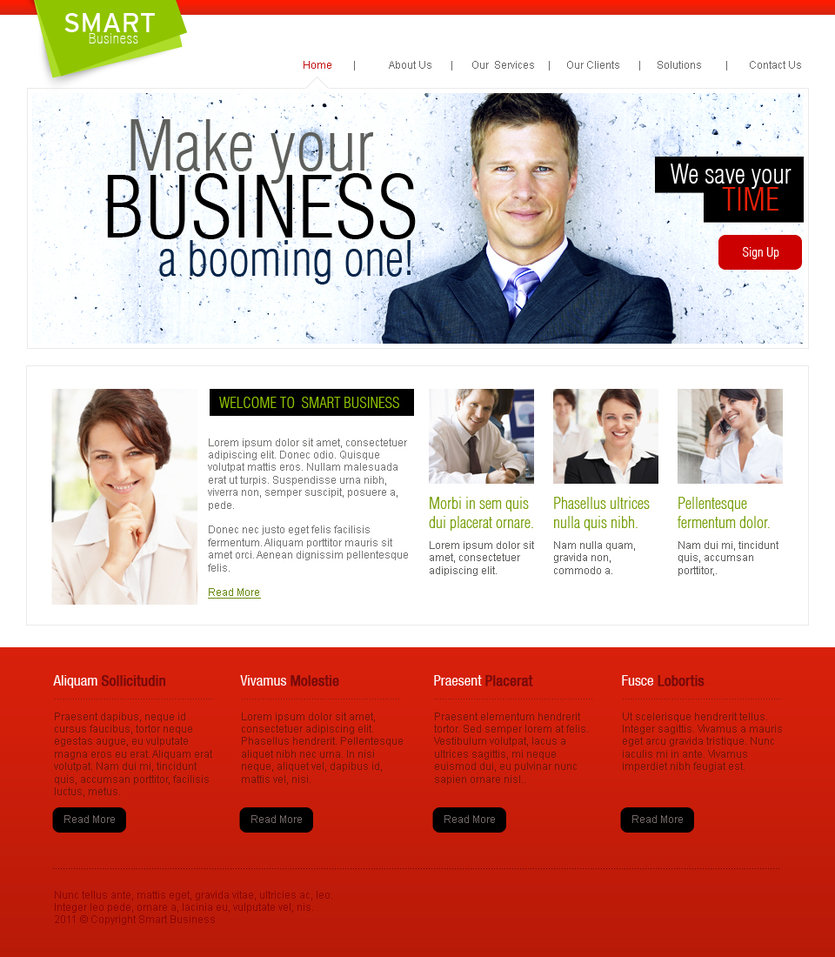 SMART
Business
Home | About Us | Our Services | Our Clients | Solutions | Contact Us
Make your
BUSINESS
a booming one!
We save your
TIME
Sign Up
WELCOME TO SMART BUSINESS
Lorem ipsum dolor sit amet, consectetuer
adipiscing elit. Donec odio. Quisque
volutpat mattis eros. Nullam malesuada
erat ut turpis. Suspendisse urna nibh,
viverra non, semper suscipit, posuere a,
pede.
Donec nec justo eget felis facilisis
fermentum. Aliquam porttitor mauris sit
amet orci. Aenean dignissim pellentesque
felis.
Read More
Morbi in sem quis
dui placerat ornare.
Lorem ipsum dolor sit
amet, consectetuer
adipiscing elit.
Phasellus ultrices
nulla quis nibh.
Nam nulla quam,
gravida non,
commodo a.
Pellentesque
fermentum dolor.
Nam dui mi, tincidunt
quis, accumsan
porttitor,.
Aliquam Sollicitudin
Praesent dapibus, neque id
cursus faucibus, tortor neque
egestas augue, eu vulputate
magna eros eu erat. Aliquam erat
volutpat. Nam dui mi, tincidunt
quis, accumsan porttitor, facilisis
luctus, metus.
Read More
Vivamus Molestie
Lorem ipsum dolor sit amet,
consectetuer adipiscing elit.
Phasellus hendrerit. Pellentesque
aliquet nibh nec urna. In nisi
neque, aliquet vel, dapibus id,
mattis vel, nisi.
Read More
Praesent Placerat
Praesent elementum hendrerit
tortor. Sed semper lorem at felis.
Vestibulum volutpat, lacus a
ultrices sagittis, mi neque
euismod dui, eu pulvinar nunc
sapien ornare nisl..
Read More
Fusce Lobortis
Ut scelerisque hendrerit tellus.
Integer sagittis. Vivamus a mauris
eget arcu gravida tristique. Nunc
iaculis mi in ante. Vivamus
imperdiet nibh feugiat est.
Read More
Nunc tellus ante, mattis eget, gravida vitae, ultricies ac, leo.
Integer leo pede, ornare a, lacinia eu, vulputate vel, nis.
2011 © Copyright Smart Business